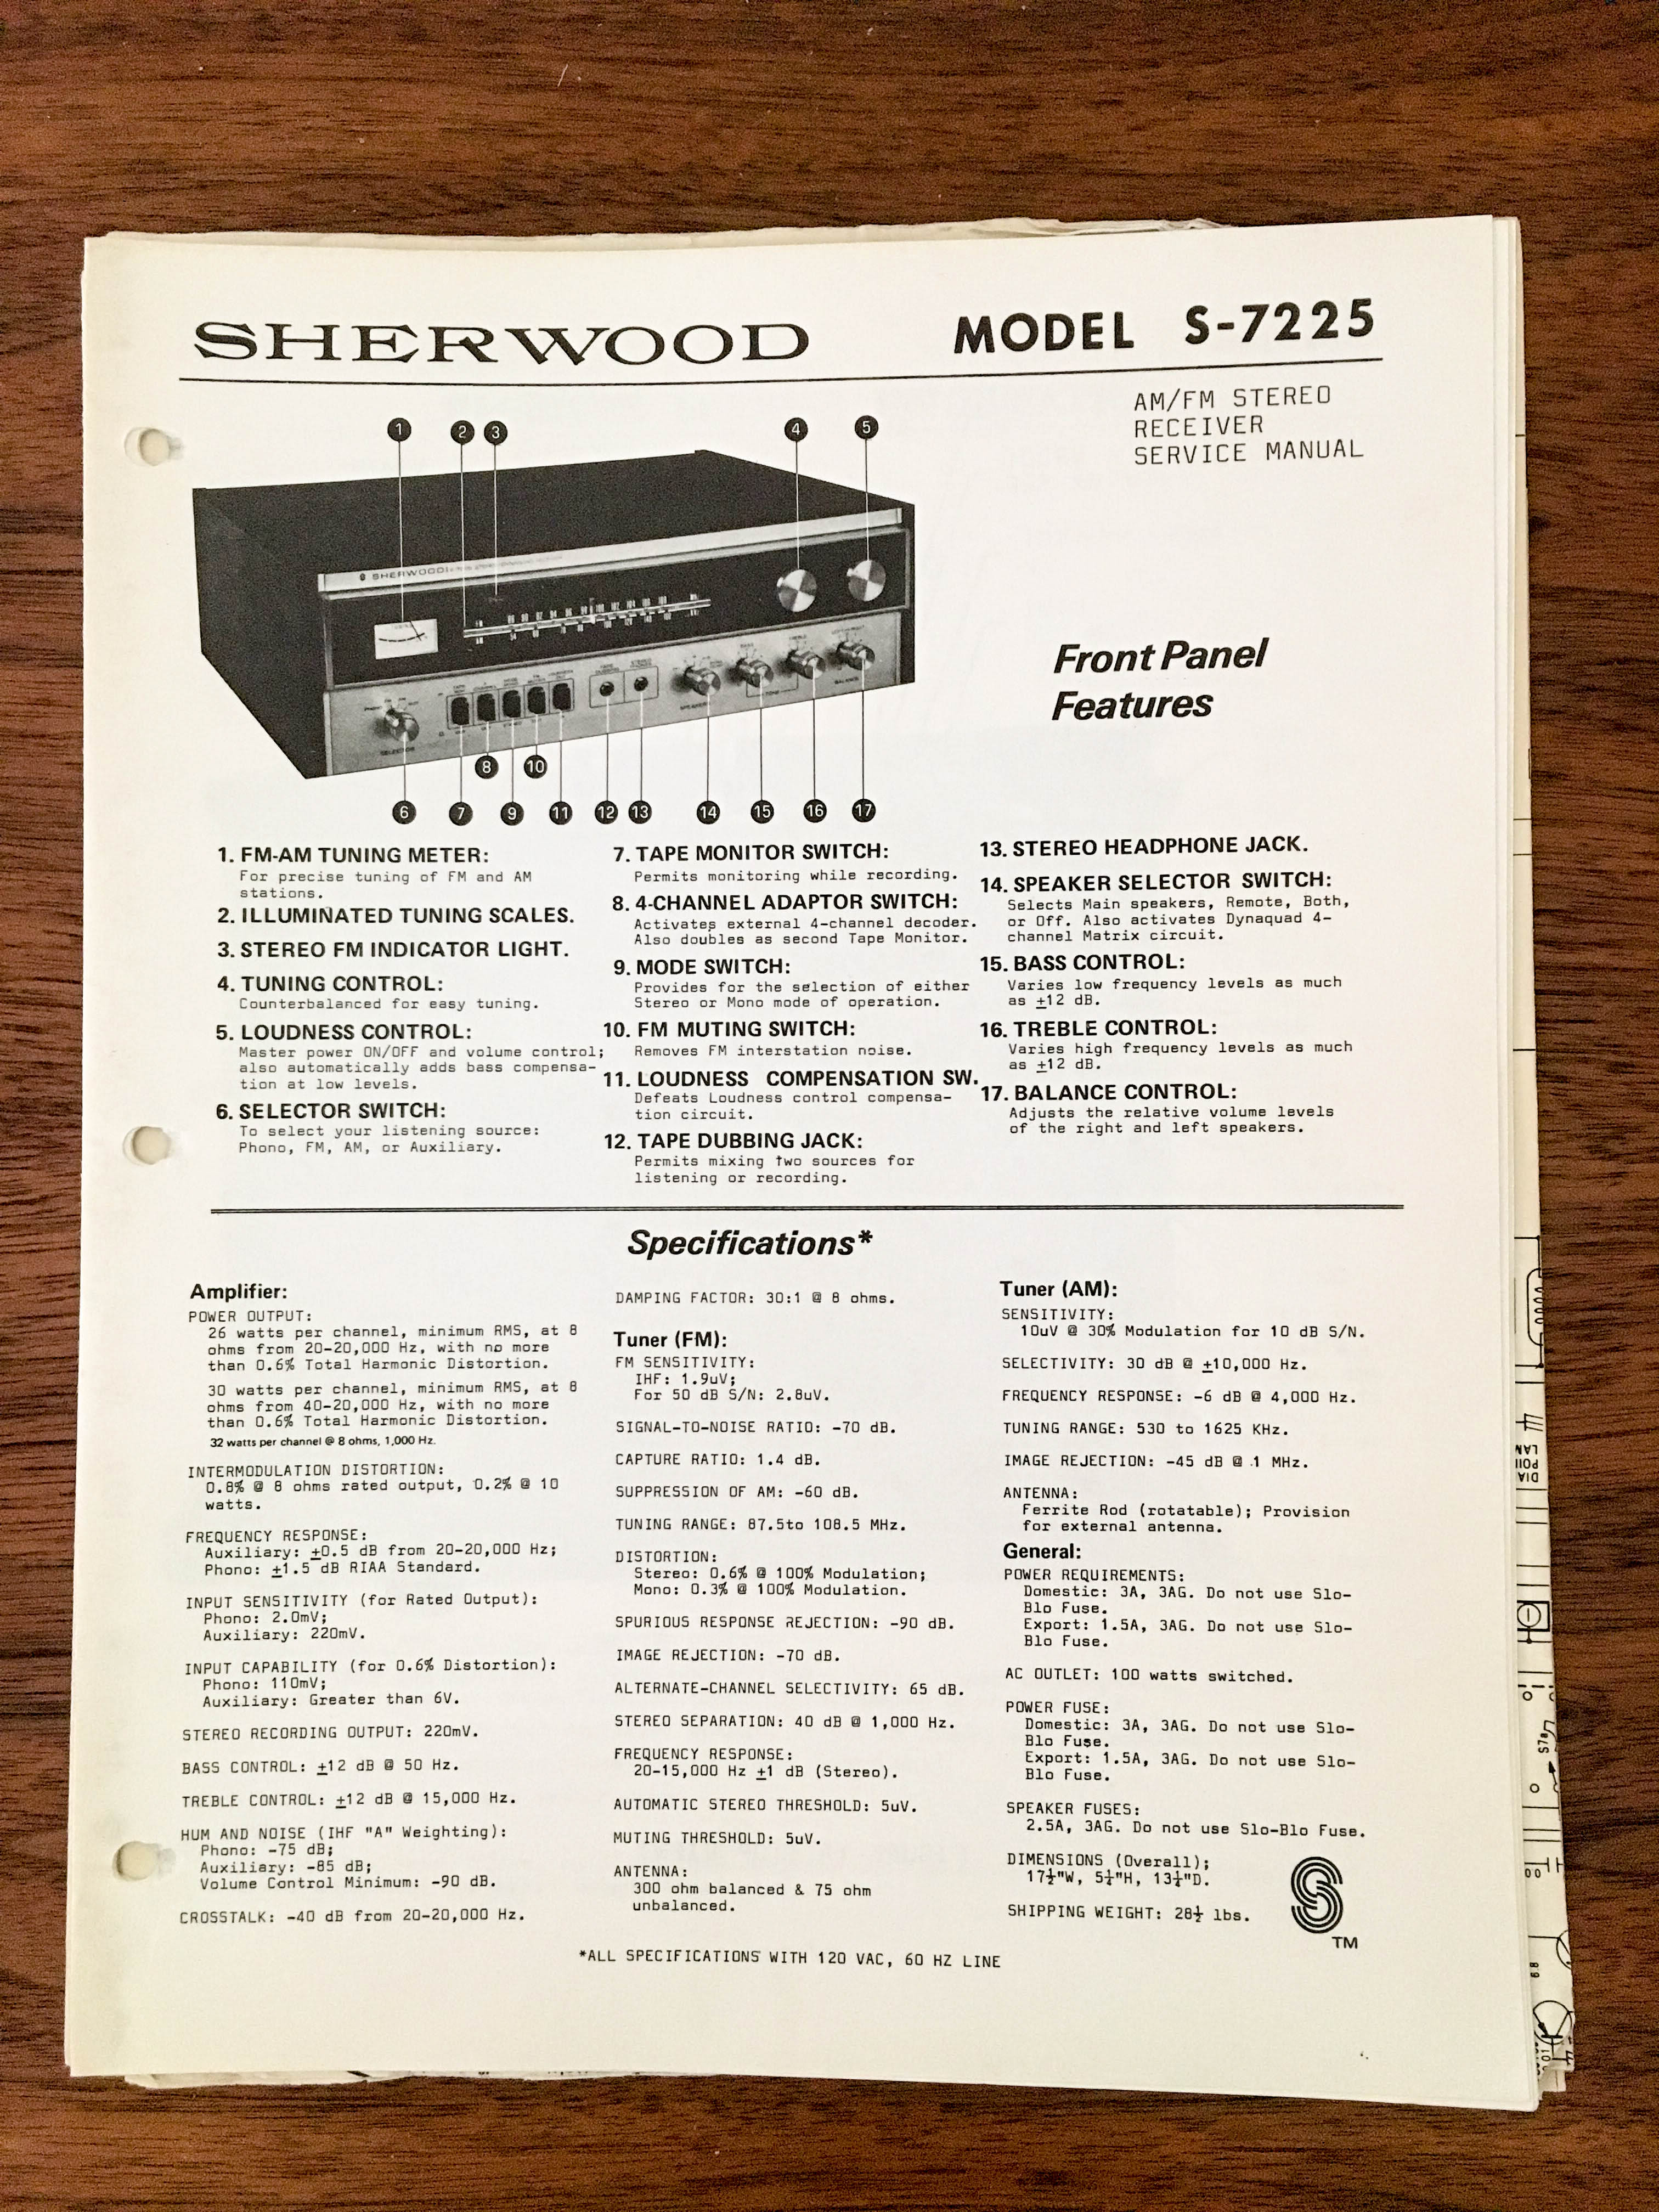 SHERWOOD
MODEL S-7225
AM/FM STEREO
RECEIVER
SERVICE MANUAL
1
2
3
4
5
SHERWOOD
6
7
8
9
10
11
12
13
14
15
16
17
Front Panel
Features
1. FM-AM TUNING METER:
For precise tuning of FM and AM
stations.
2. ILLUMINATED TUNING SCALES.
3. STEREO FM INDICATOR LIGHT.
4. TUNING CONTROL:
Counterbalanced for easy tuning.
5. LOUDNESS CONTROL:
Master power ON/OFF and volume control;
also automatically adds bass compensa-
tion at low levels.
6. SELECTOR SWITCH:
To select your listening source:
Phono, FM, AM, or Auxiliary.
7. TAPE MONITOR SWITCH:
Permits monitoring while recording.
8. 4-CHANNEL ADAPTOR SWITCH:
Activates external 4-channel decoder.
Also doubles as second Tape Monitor.
9. MODE SWITCH:
Provides for the selection of either
Stereo or Mono mode of operation.
10. FM MUTING SWITCH:
Removes FM interstation noise.
11. LOUDNESS COMPENSATION SW.
Defeats Loudness control compensa-
tion circuit.
12. TAPE DUBBING JACK:
Permits mixing two sources for
listening or recording.
13. STEREO HEADPHONE JACK.
14. SPEAKER SELECTOR SWITCH:
Selects Main speakers, Remote, Both,
or Off. Also activates Dynaquad 4-
channel Matrix circuit.
15. BASS CONTROL:
Varies low frequency levels as much
as ±12 dB.
16. TREBLE CONTROL:
Varies high frequency levels as much
as ±12 dB.
17. BALANCE CONTROL:
Adjusts the relative volume levels
of the right and left speakers.
Specifications*
Amplifier:
POWER OUTPUT:
26 watts per channel, minimum RMS, at 8
ohms from 20-20,000 Hz, with no more
than 0.6% Total Harmonic Distortion.
30 watts per channel, minimum RMS, at 8
ohms from 40-20,000 Hz, with no more
than 0.6% Total Harmonic Distortion.
32 watts per channel @ 8 ohms, 1,000 Hz.
INTERMODULATION DISTORTION:
0.8% @ 8 ohms rated output, 0.2% @ 10
watts.
FREQUENCY RESPONSE:
Auxiliary: ±0.5 dB from 20-20,000 Hz;
Phono: ±1.5 dB RIAA Standard.
INPUT SENSITIVITY (for Rated Output):
Phono: 2.0mV;
Auxiliary: 220mV.
INPUT CAPABILITY (for 0.6% Distortion):
Phono: 110mV;
Auxiliary: Greater than 6V.
STEREO RECORDING OUTPUT: 220mV.
BASS CONTROL: ±12 dB @ 50 Hz.
TREBLE CONTROL: ±12 dB @ 15,000 Hz.
HUM AND NOISE (IHF "A" Weighting):
Phono: -75 dB;
Auxiliary: -85 dB;
Volume Control Minimum: -90 dB.
CROSSTALK: -40 dB from 20-20,000 Hz.
DAMPING FACTOR: 30:1 @ 8 ohms.
Tuner (FM):
FM SENSITIVITY:
IHF: 1.9uV;
For 50 dB S/N: 2.8uV.
SIGNAL-TO-NOISE RATIO: -70 dB.
CAPTURE RATIO: 1.4 dB.
SUPPRESSION OF AM: -60 dB.
TUNING RANGE: 87.5to 108.5 MHz.
DISTORTION:
Stereo: 0.6% @ 100% Modulation;
Mono: 0.3% @ 100% Modulation.
SPURIOUS RESPONSE REJECTION: -90 dB.
IMAGE REJECTION: -70 dB.
ALTERNATE-CHANNEL SELECTIVITY: 65 dB.
STEREO SEPARATION: 40 dB @ 1,000 Hz.
FREQUENCY RESPONSE:
20-15,000 Hz ±1 dB (Stereo).
AUTOMATIC STEREO THRESHOLD: 5uV.
MUTING THRESHOLD: 5uV.
ANTENNA:
300 ohm balanced & 75 ohm
unbalanced.
Tuner (AM):
SENSITIVITY:
10uV @ 30% Modulation for 10 dB S/N.
SELECTIVITY: 30 dB @ ±10,000 Hz.
FREQUENCY RESPONSE: -6 dB @ 4,000 Hz.
TUNING RANGE: 530 to 1625 KHz.
IMAGE REJECTION: -45 dB @ 1 MHz.
ANTENNA:
Ferrite Rod (rotatable); Provision
for external antenna.
General:
POWER REQUIREMENTS:
Domestic: 3A, 3AG. Do not use Slo-
Blo Fuse.
Export: 1.5A, 3AG. Do not use Slo-
Blo Fuse.
AC OUTLET: 100 watts switched.
POWER FUSE:
Domestic: 3A, 3AG. Do not use Slo-
Blo Fuse.
Export: 1.5A, 3AG. Do not use Slo-
Blo Fuse.
SPEAKER FUSES:
2.5A, 3AG. Do not use Slo-Blo Fuse.
DIMENSIONS (Overall);
17½"W, 5½"H, 13½"D.
SHIPPING WEIGHT: 28½ lbs.
TM
*ALL SPECIFICATIONS WITH 120 VAC, 60 HZ LINE